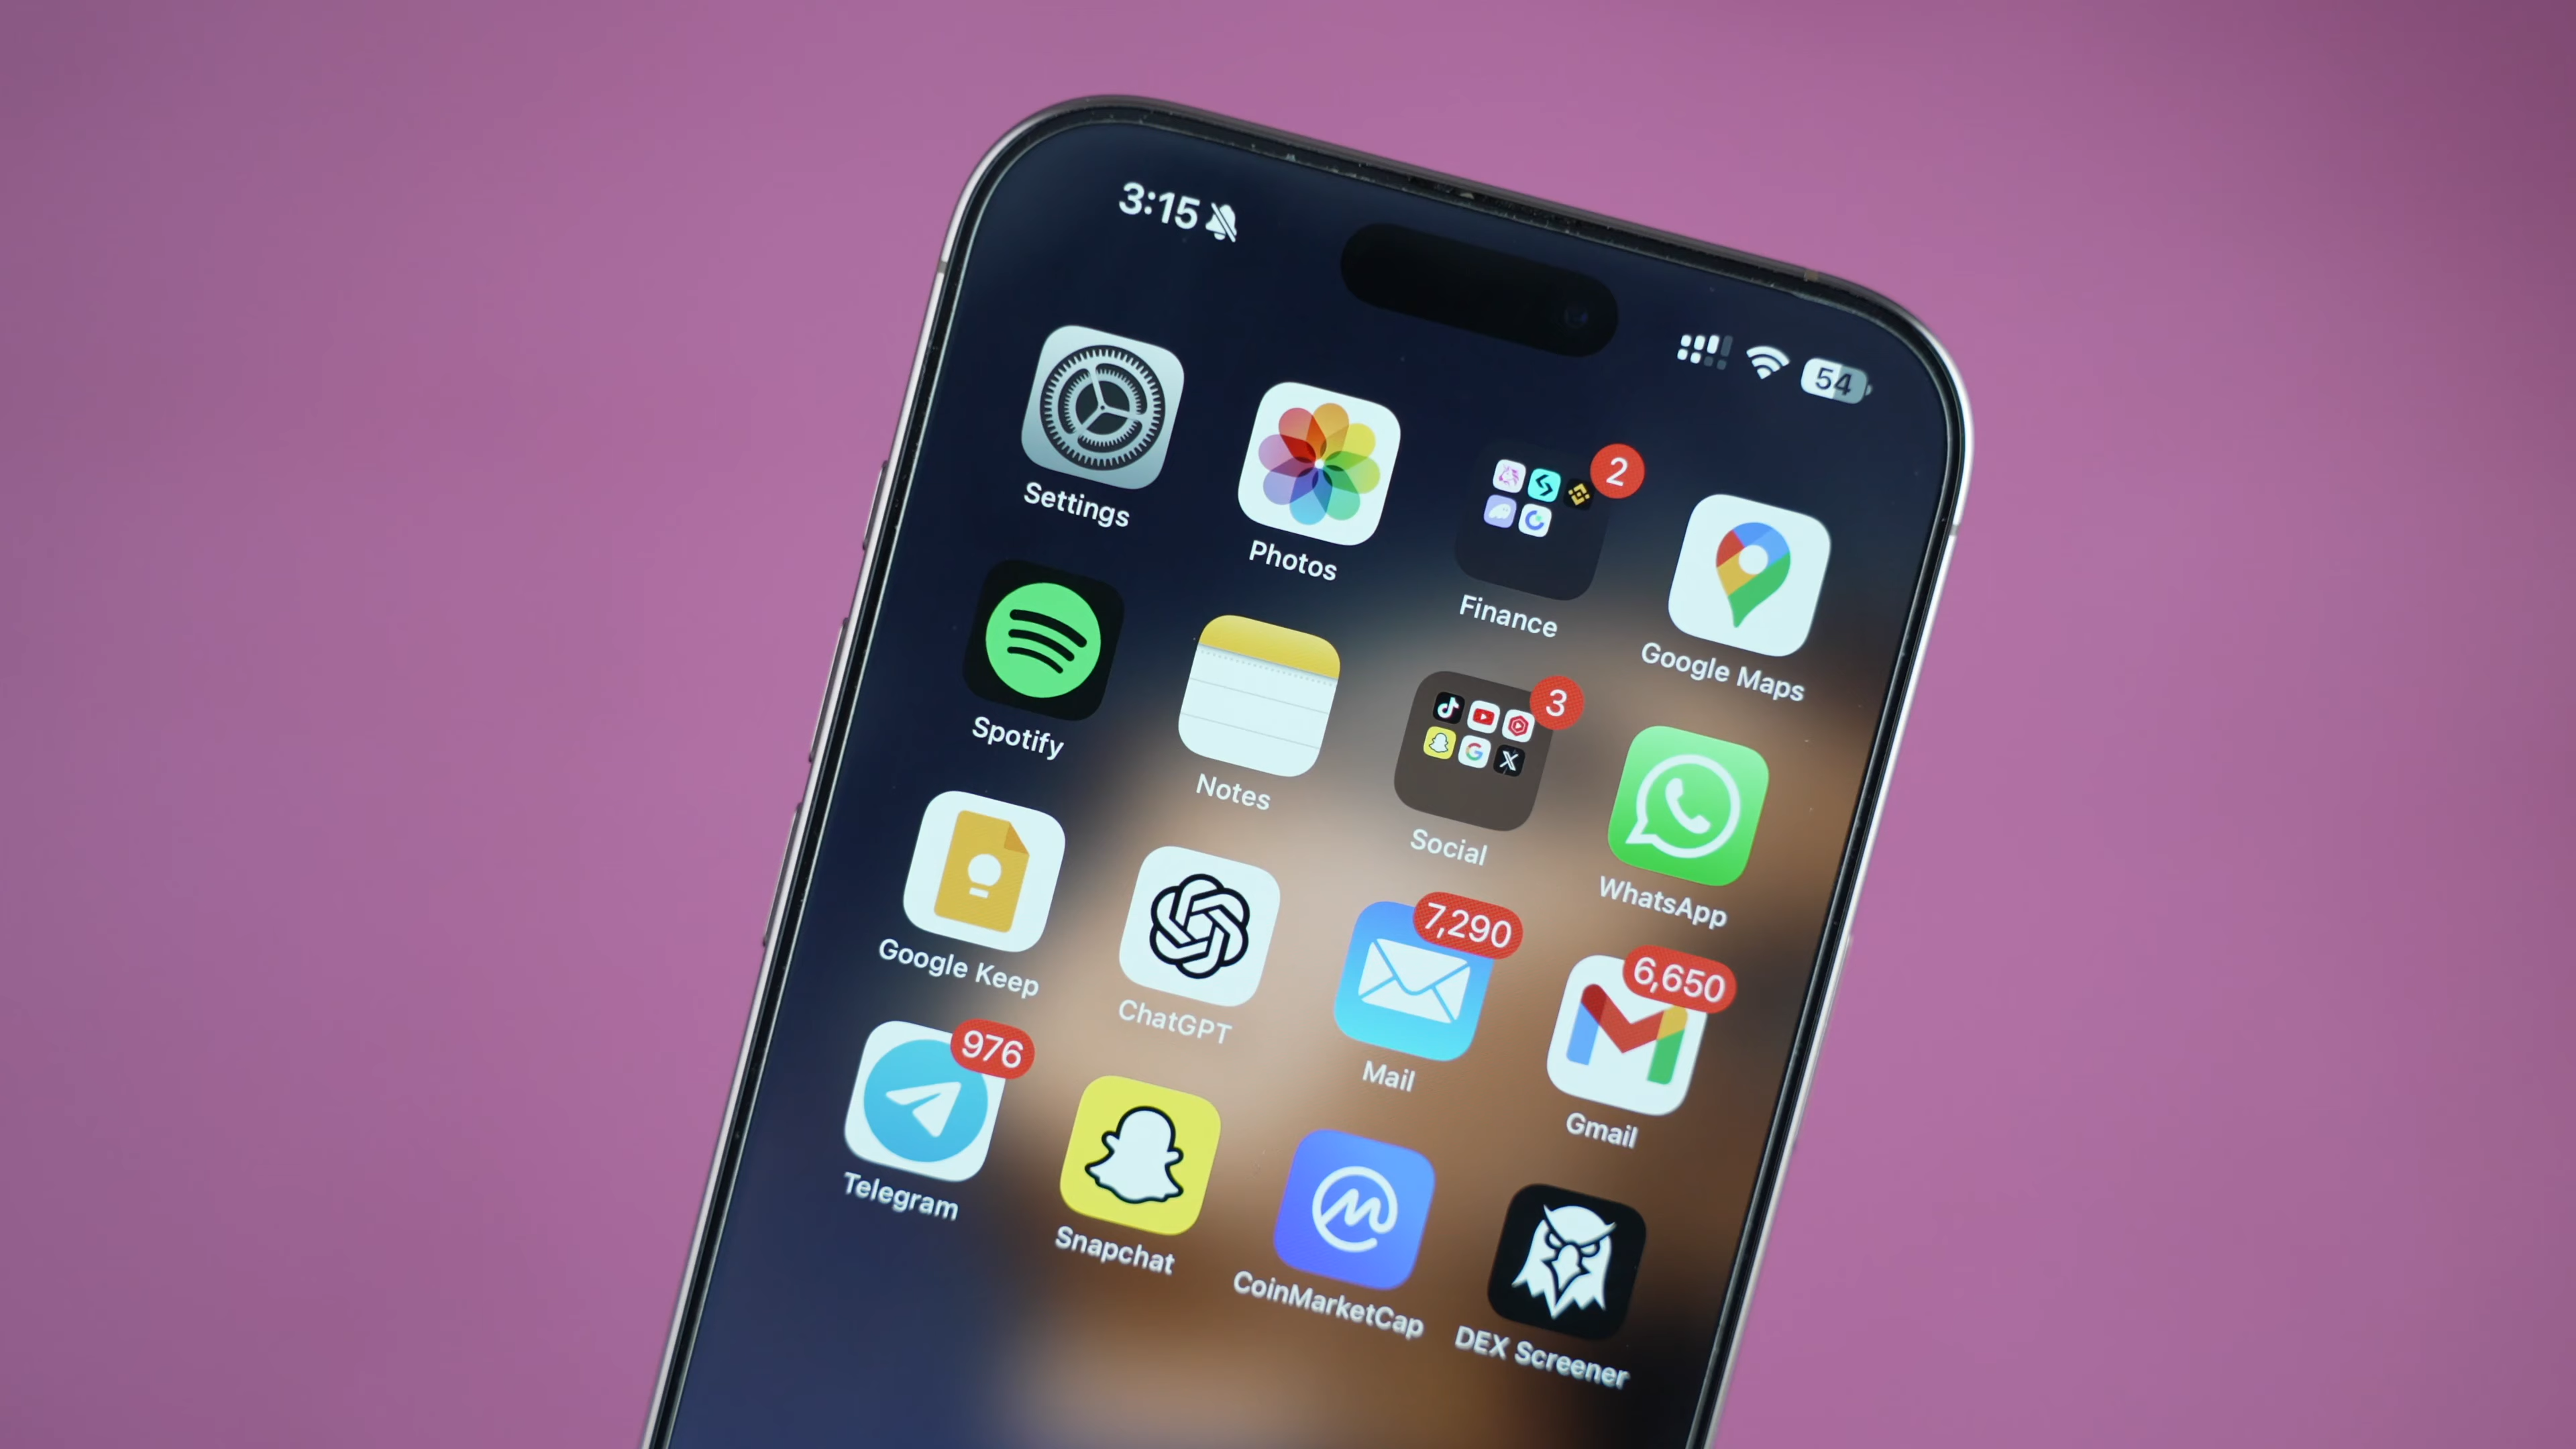 3:15
54
Settings
Photos
2
Finance
Google Maps
Spotify
Notes
3
Social
WhatsApp
Google Keep
ChatGPT
7,290
Mail
6,650
Gmail
976
Telegram
Snapchat
CoinMarketCap
DEX Screener